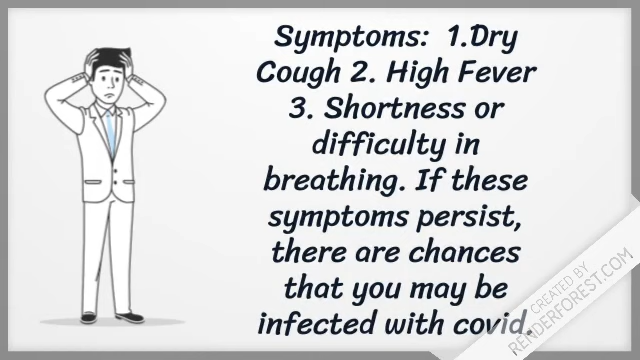 Symptoms:  1.Dry
Cough 2. High Fever
3. Shortness or
difficulty in
breathing. If these
symptoms persist,
there are chances
that you may be
infected with covid.
CREATED BY
RENDERFOREST.COM